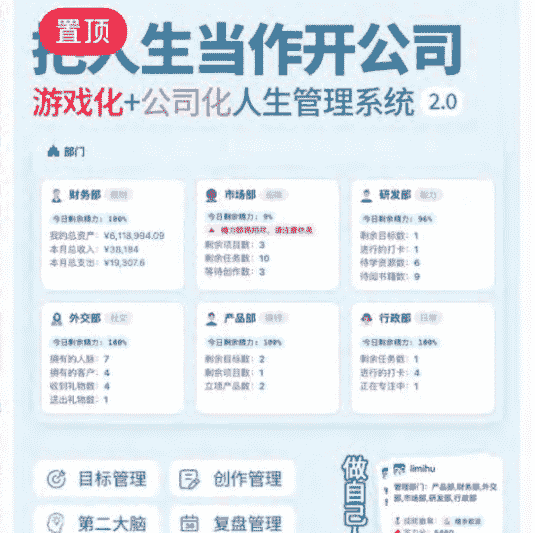 置顶
把人生当作开公司
游戏化+公司化人生管理系统 2.0
部门
财务部
今日剩余精力：100%
我的总资产：¥6,118,994.09
本月总收入：¥38,184
本月总支出：¥19,307.6
市场部
今日剩余精力：9%
剩余项目数：3
剩余任务数：10
等待创作数：3
研发部 智力
今日剩余精力：96%
剩余目标数：1
进行的打卡：1
待学资源数：6
待阅书籍数：9
外交部 社交
今日剩余精力：100%
拥有的人脉：7
拥有的客户：4
收到礼物数：4
送出礼物数：1
产品部
今日剩余精力：100%
剩余目标数：2
剩余项目数：1
立项产品数：2
行政部 日常
今日剩余精力：100%
剩余任务数：1
进行的打卡：4
正在专注中：1
目标管理
创作管理
第二大脑
复盘管理
做自己
limihu
管理部门：产品部,财务部,外交
部,市场部,研发部,行政部